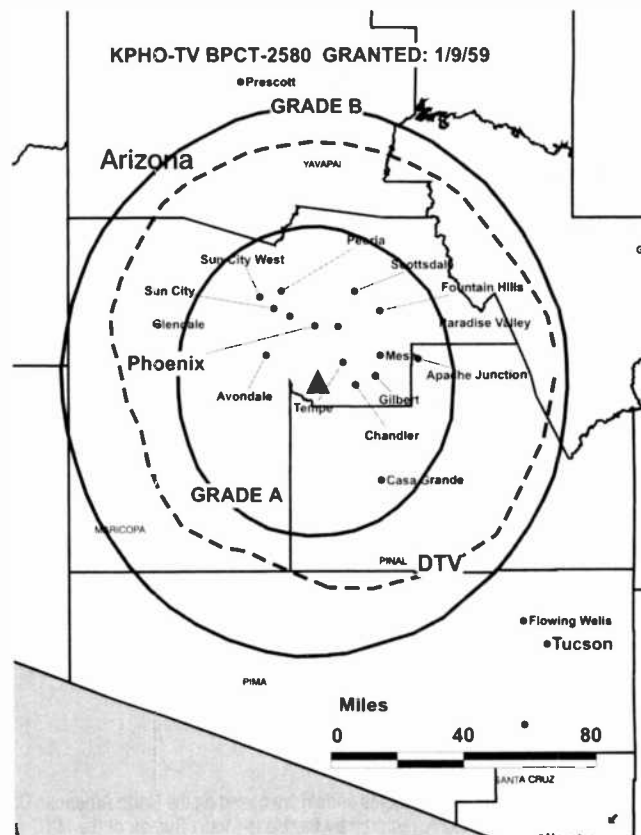 KPHO-TV BPCT-2580 GRANTED: 1/9/59
Prescott
GRADE B
Arizona
YAVAPAI
Peoria
Sun City West
Scottsdale
Sun City
Fountain Hills
Glendale
Paradise Valley
Phoenix
Mesa
Apache Junction
Avondale
Tempe
Gilbert
Chandler
Casa Grande
GRADE A
MARICOPA
PINAL
DTV
Flowing Wells
Tucson
PIMA
Miles
0 40 80
SANTA CRUZ